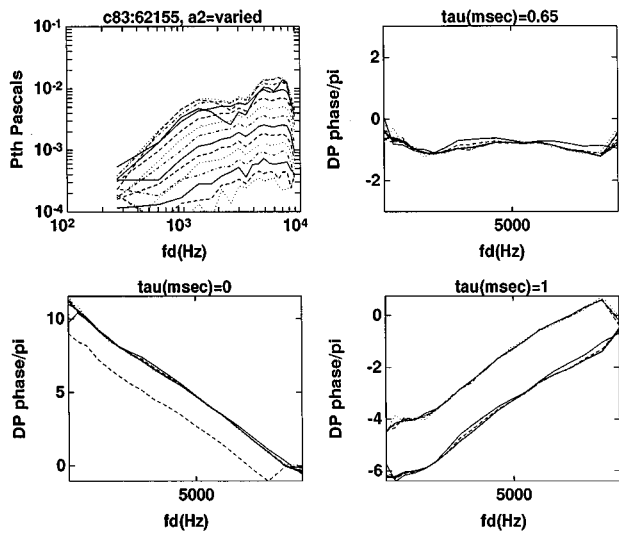 c83:62155, a2=varied
Pth Pascals
10^-1
10^-2
10^-3
10^-4
10^2
10^3
10^4
fd(Hz)
tau(msec)=0.65
DP phase/pi
2
0
-2
5000
fd(Hz)
tau(msec)=0
DP phase/pi
10
5
0
5000
fd(Hz)
tau(msec)=1
DP phase/pi
0
-2
-4
-6
5000
fd(Hz)